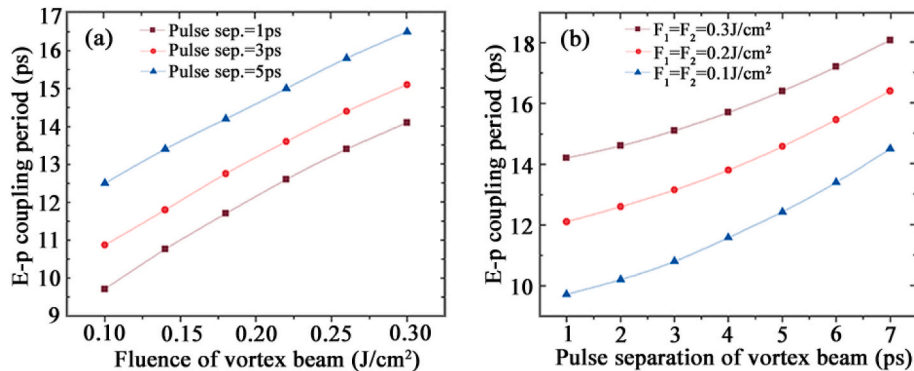 (a)
Pulse sep.=1ps
Pulse sep.=3ps
Pulse sep.=5ps
E-p coupling period (ps)
17
16
15
14
13
12
11
10
9
0.10 0.15 0.20 0.25 0.30
Fluence of vortex beam (J/cm²)
(b)
F₁=F₂=0.3J/cm²
F₁=F₂=0.2J/cm²
F₁=F₂=0.1J/cm²
E-p coupling period (ps)
18
16
14
12
10
1 2 3 4 5 6 7
Pulse separation of vortex beam (ps)